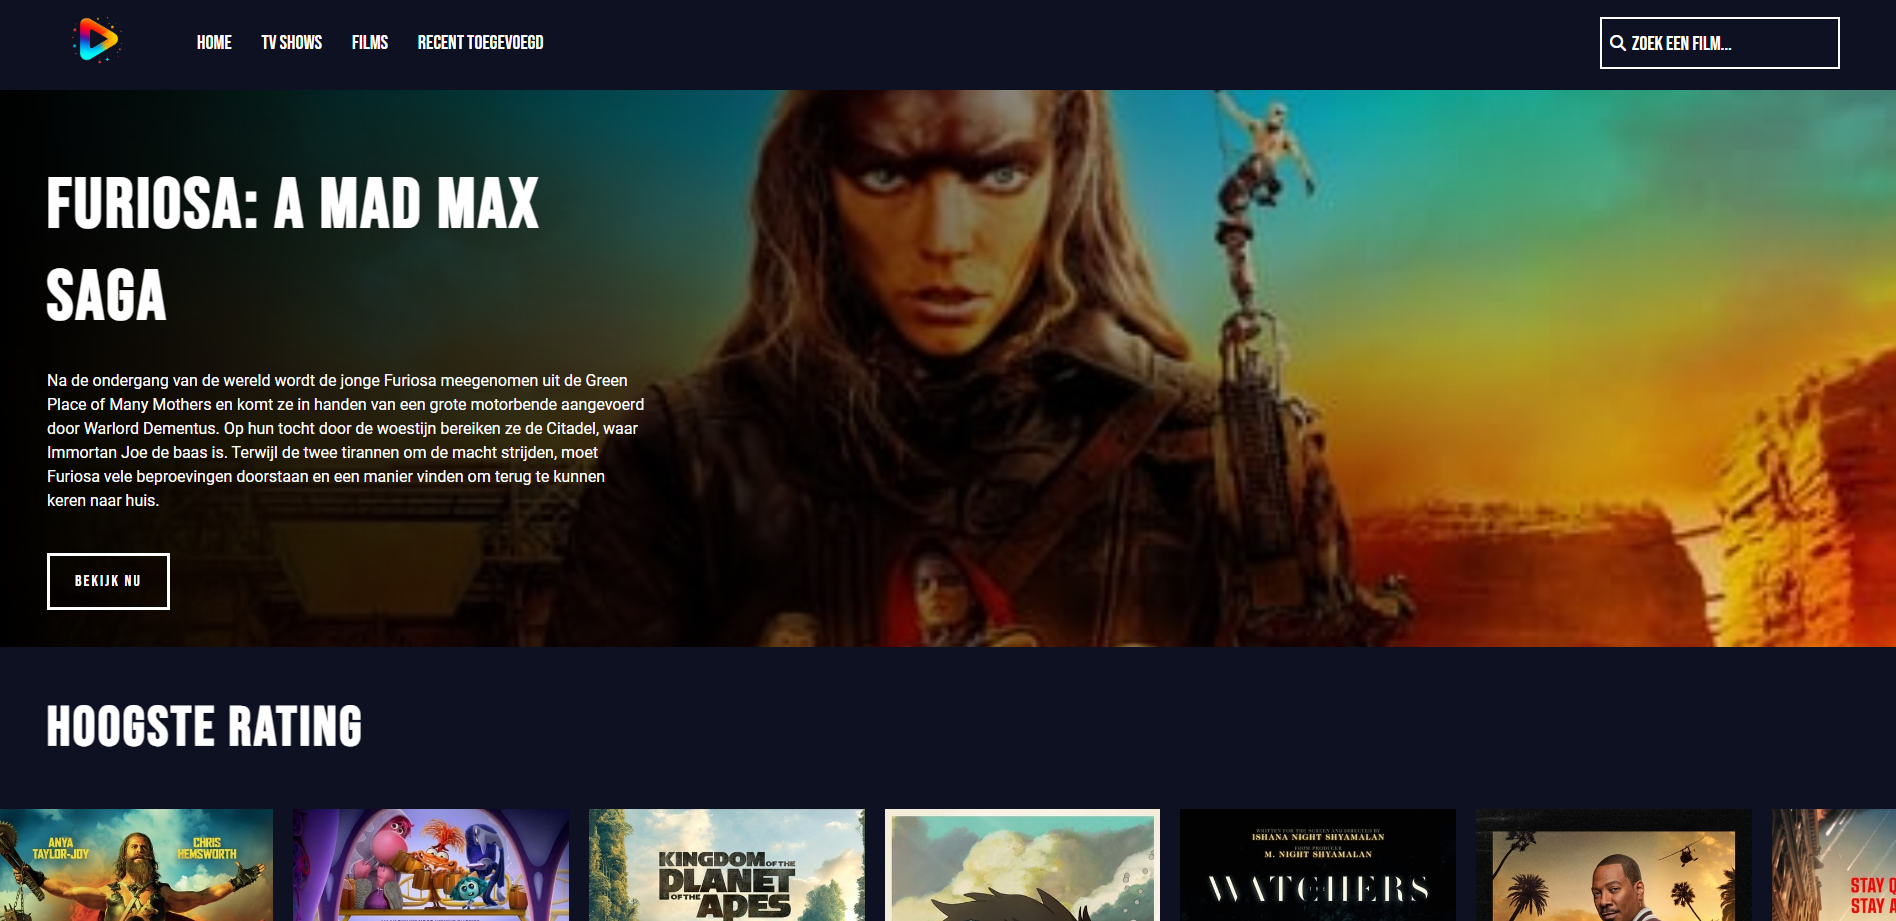 HOME
TV SHOWS
FILMS
RECENT TOEGEVOEGD
ZOEK EEN FILM...
FURIOSA: A MAD MAX
SAGA
Na de ondergang van de wereld wordt de jonge Furiosa meegenomen uit de Green
Place of Many Mothers en komt ze in handen van een grote motorbende aangevoerd
door Warlord Dementus. Op hun tocht door de woestijn bereiken ze de Citadel, waar
Immortan Joe de baas is. Terwijl de twee tirannen om de macht strijden, moet
Furiosa vele beproevingen doorstaan en een manier vinden om terug te kunnen
keren naar huis.
BEKIJK NU
HOOGSTE RATING
ANYA
TAYLOR-JOY
CHRIS
HEMSWORTH
KINGDOM OF THE
PLANET
OF THE APES
WRITTEN FOR THE SCREEN AND DIRECTED BY
ISHANA NIGHT SHYAMALAN
FROM PRODUCER
M. NIGHT SHYAMALAN
WATCHERS
STAY
STAY